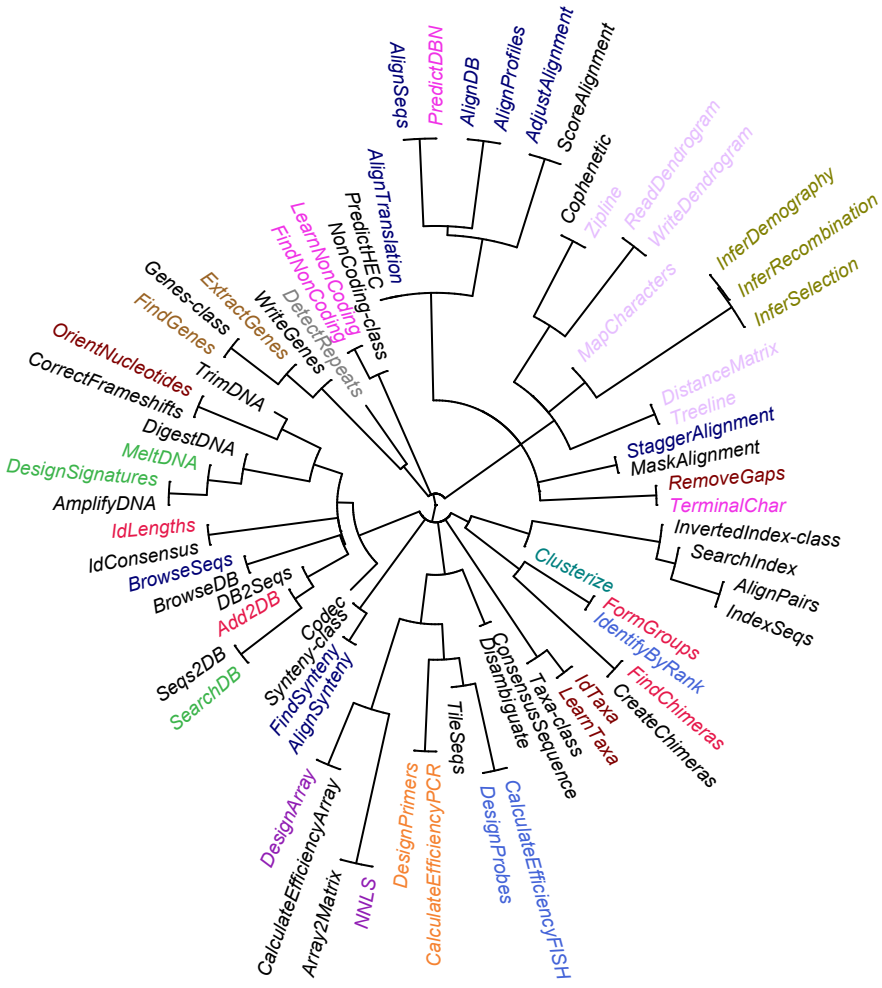 AlignSeqs
PredictDBN
AlignDB
AlignProfiles
AdjustAlignment
ScoreAlignment
Cophenetic
Zipline
ReadDendrogram
WriteDendrogram
MapCharacters
InferDemography
InferRecombination
InferSelection
DistanceMatrix
Treeline
StaggerAlignment
MaskAlignment
RemoveGaps
TerminalChar
InvertedIndex-class
SearchIndex
AlignPairs
IndexSeqs
Clusterize
FormGroups
IdentifyByRank
FindChimeras
CreateChimeras
IdTaxa
LearnTaxa
Taxa-class
ConsensusSequence
Disambiguate
CalculateEfficiencyFISH
DesignProbes
TileSeqs
CalculateEfficiencyPCR
DesignPrimers
NNLS
Array2Matrix
CalculateEfficiencyArray
DesignArray
AlignSynteny
FindSynteny
Synteny-class
Codec
SearchDB
Seqs2DB
Add2DB
DB2Seqs
BrowseDB
BrowseSeqs
IdConsensus
IdLengths
AmplifyDNA
DesignSignatures
MeltDNA
DigestDNA
CorrectFrameshifts
OrientNucleotides
TrimDNA
FindGenes
Genes-class
ExtractGenes
WriteGenes
DetectRepeats
FindNonCoding
LearnNonCoding
NonCoding-class
PredictHEC
AlignTranslation